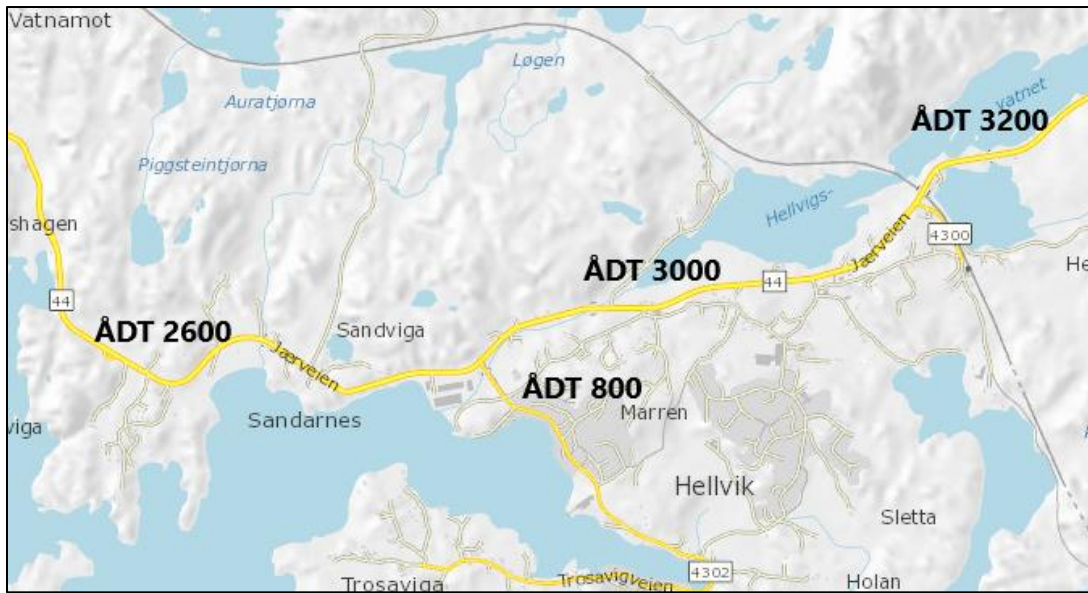 Vatnamot
Løgen
Auratjørna
vatnet
ÅDT 3200
Piggsteintjørna
Hellvigs-
shagen
4300
Jærveien
He
ÅDT 3000
44
44
ÅDT 2600
Sandviga
Jærveien
ÅDT 800
Marren
Sandarnes
viga
Hellvik
Sletta
4302
Trosaviga
Trosavigveien
Holan